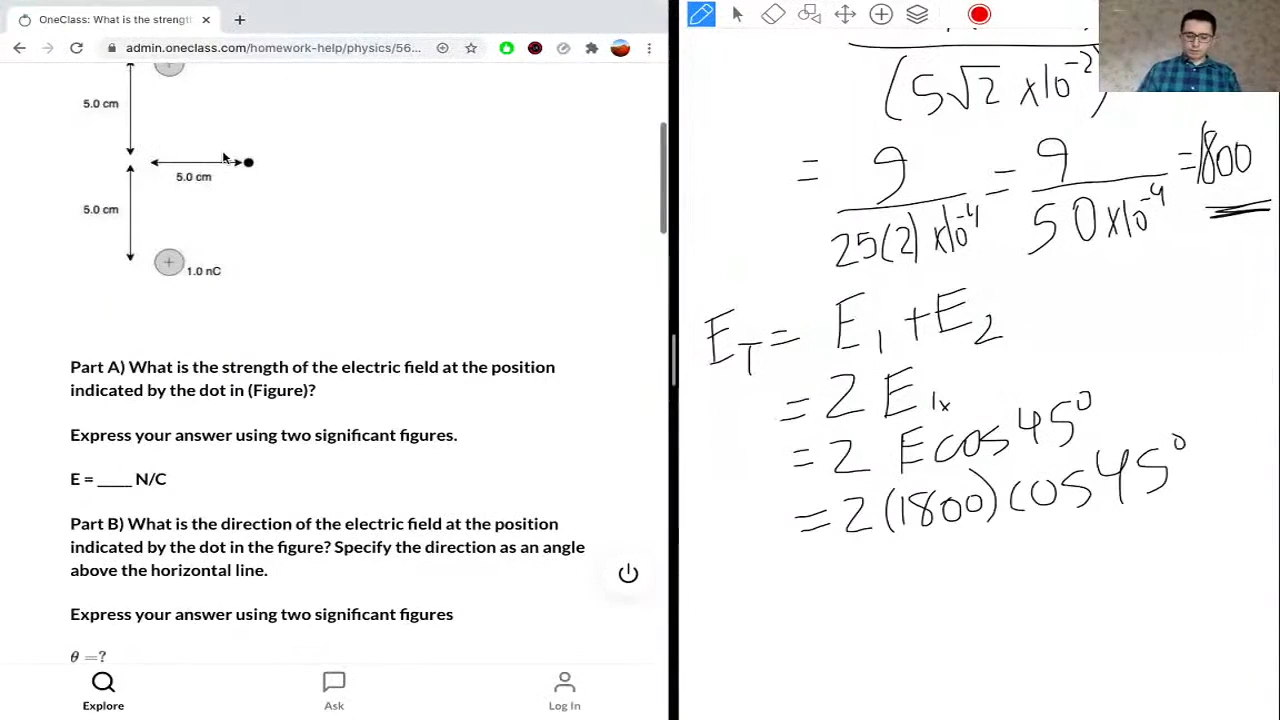 OneClass: What is the strengt
admin.oneclass.com/homework-help/physics/56...
5.0 cm
5.0 cm
5.0 cm
1.0 nC
Part A) What is the strength of the electric field at the position
indicated by the dot in (Figure)?
Express your answer using two significant figures.
E = ____ N/C
Part B) What is the direction of the electric field at the position
indicated by the dot in the figure? Specify the direction as an angle
above the horizontal line.
Express your answer using two significant figures
θ =?
Explore
Ask
Log In
(5√2 x10^-2)
= 9 / 25(2) x10^-4 = 9 / 50 x10^-4 = 1800
E_T = E_1 + E_2
= 2 E_1x
= 2 E cos 45°
= 2 (1800) cos 45°